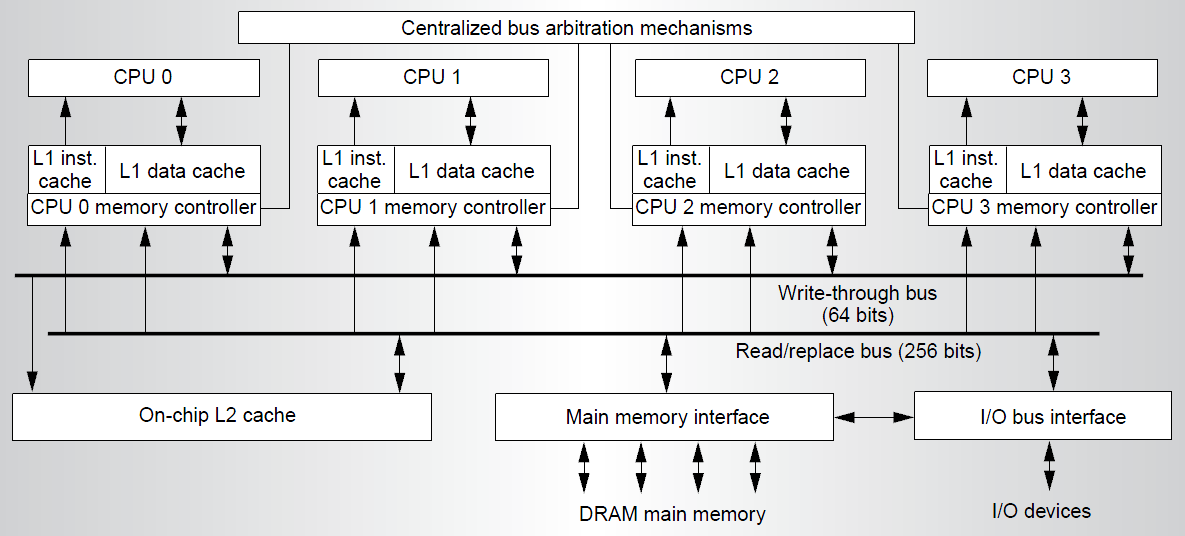 Centralized bus arbitration mechanisms
CPU 0
CPU 1
CPU 2
CPU 3
L1 inst.
cache
L1 data cache
L1 inst.
cache
L1 data cache
L1 inst.
cache
L1 data cache
L1 inst.
cache
L1 data cache
CPU 0 memory controller
CPU 1 memory controller
CPU 2 memory controller
CPU 3 memory controller
Write-through bus
(64 bits)
Read/replace bus (256 bits)
On-chip L2 cache
Main memory interface
I/O bus interface
DRAM main memory
I/O devices